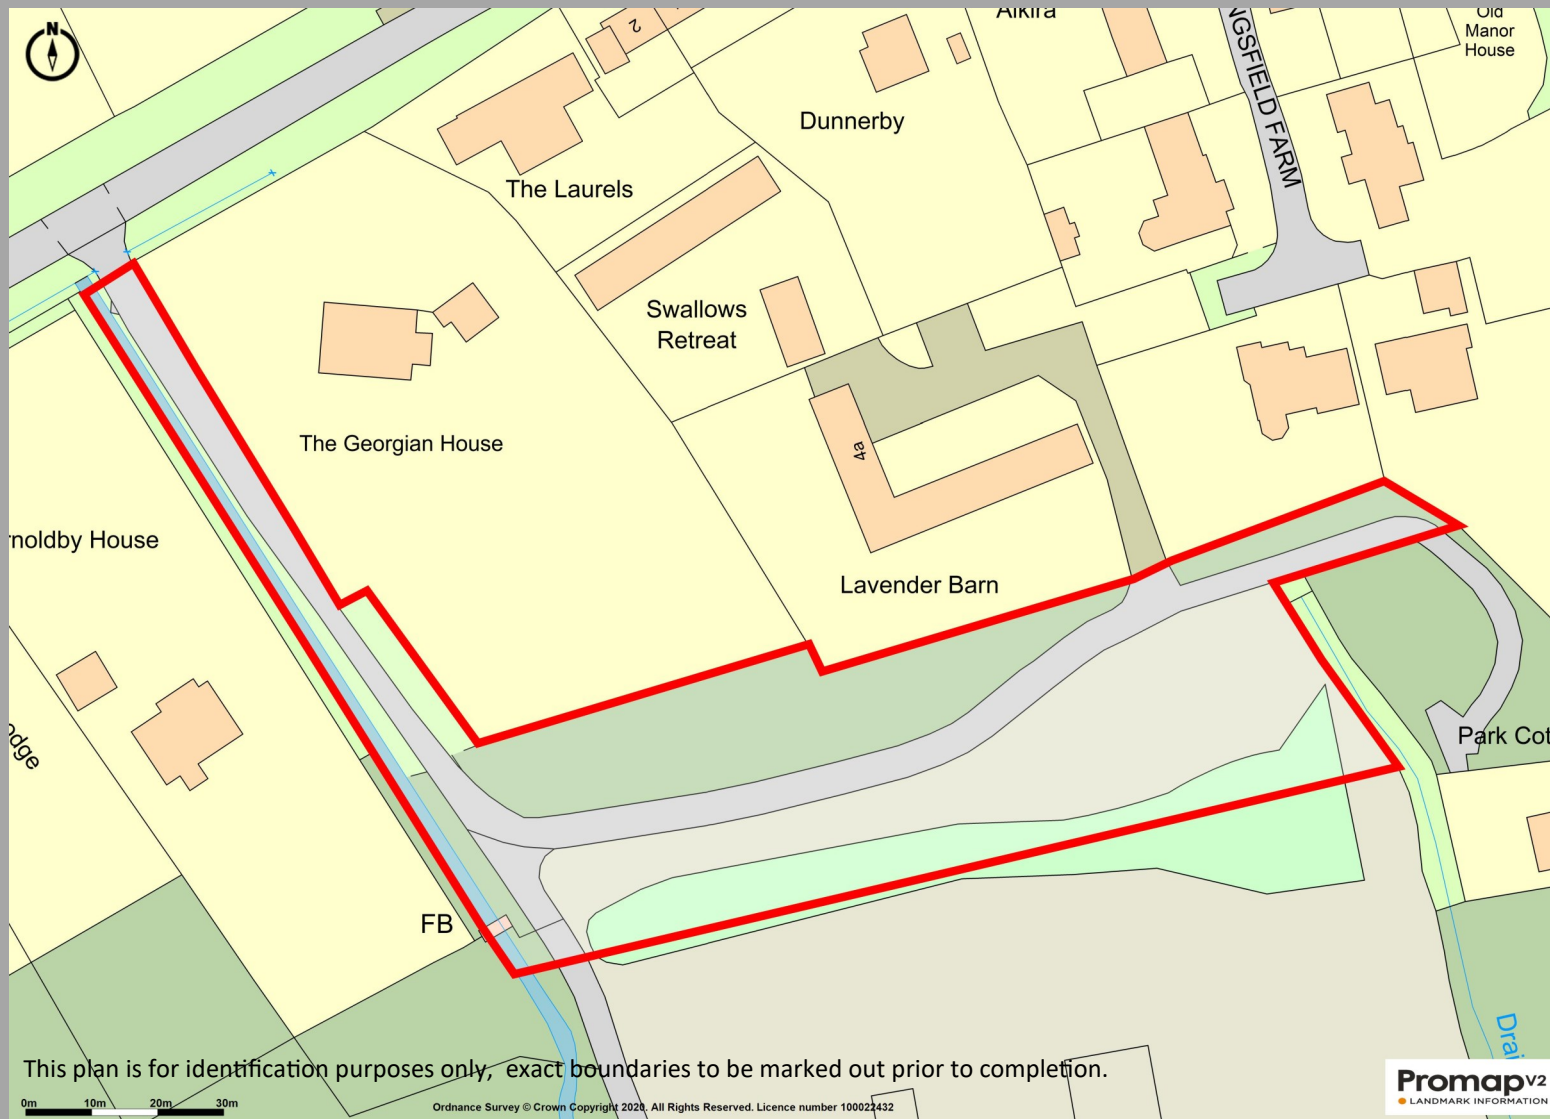 N
2
Alkira
Old
Manor
House
NGSFIELD FARM
Dunnerby
The Laurels
Swallows
Retreat
The Georgian House
4a
rnoldby House
Lavender Barn
odge
Park Cot
FB
Drai
This plan is for identification purposes only, exact boundaries to be marked out prior to completion.
0m 10m 20m 30m
Ordnance Survey © Crown Copyright 2020. All Rights Reserved. Licence number 100022432
Promap V2
LANDMARK INFORMATION